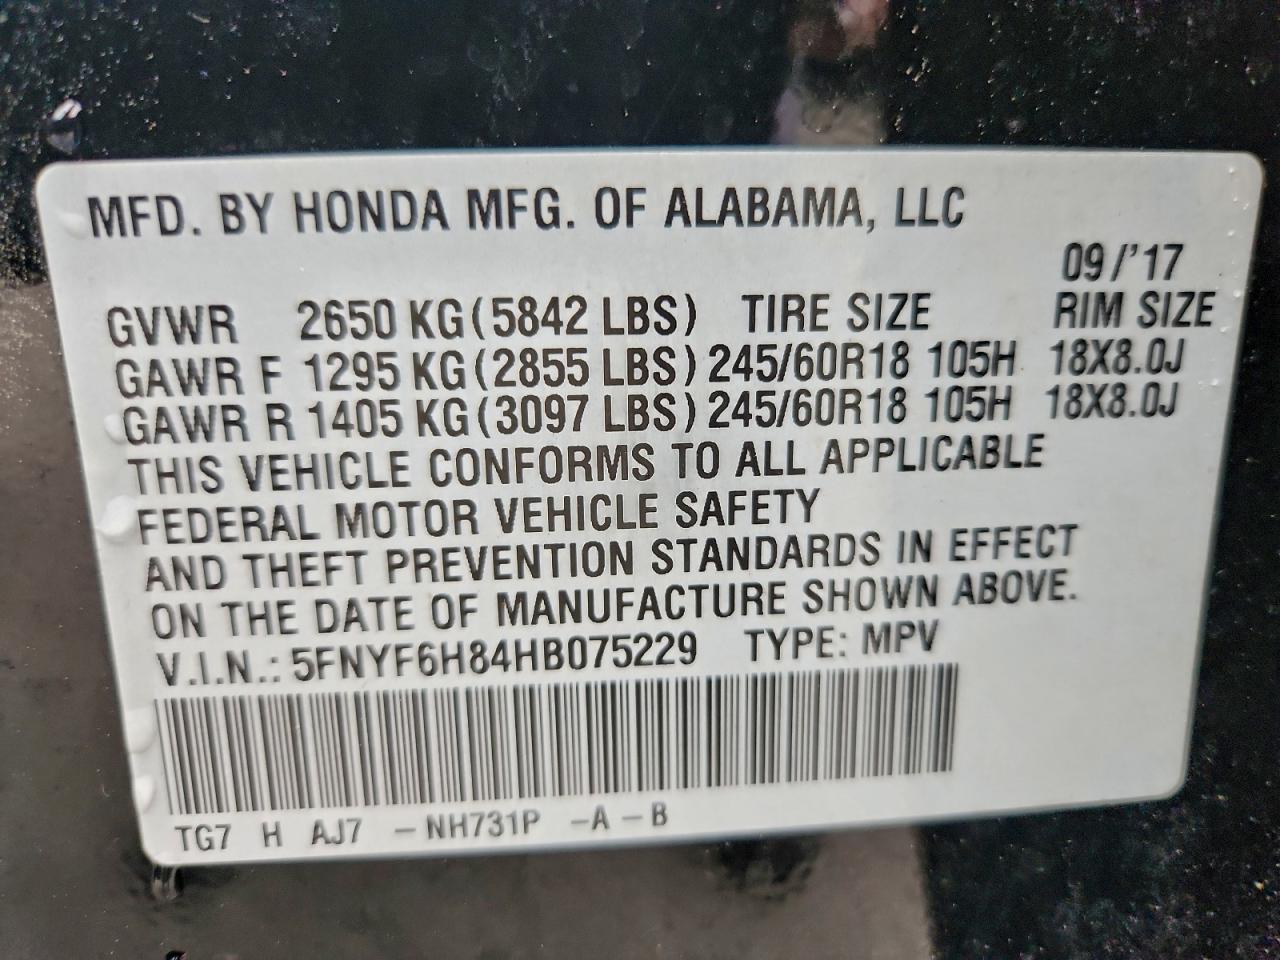 MFD. BY HONDA MFG. OF ALABAMA, LLC
09/'17
GVWR 2650 KG (5842 LBS) TIRE SIZE RIM SIZE
GAWR F 1295 KG (2855 LBS) 245/60R18 105H 18X8.0J
GAWR R 1405 KG (3097 LBS) 245/60R18 105H 18X8.0J
THIS VEHICLE CONFORMS TO ALL APPLICABLE
FEDERAL MOTOR VEHICLE SAFETY
AND THEFT PREVENTION STANDARDS IN EFFECT
ON THE DATE OF MANUFACTURE SHOWN ABOVE.
V.I.N.: 5FNYF6H84HB075229 TYPE: MPV
TG7 H AJ7 -NH731P -A-B